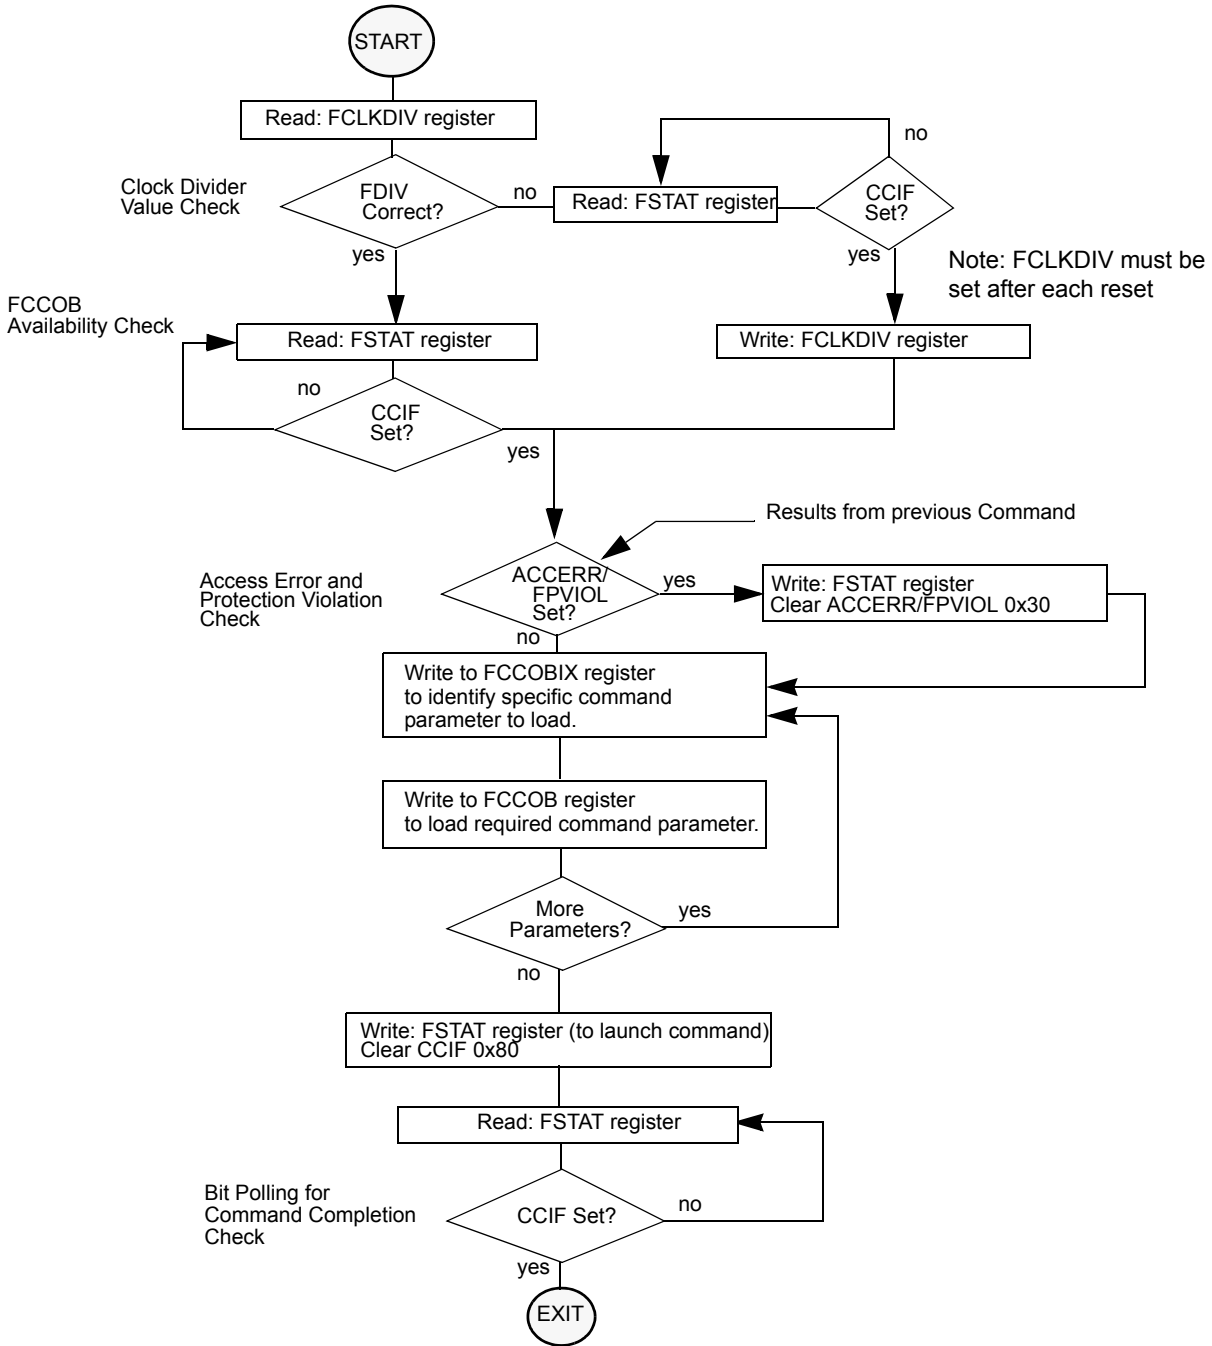 START
Read: FCLKDIV register
Clock Divider
Value Check
FDIV
Correct?
no
Read: FSTAT register
no
CCIF
Set?
yes
yes
Note: FCLKDIV must be
set after each reset
FCCOB
Availability Check
Read: FSTAT register
Write: FCLKDIV register
no
CCIF
Set?
yes
Results from previous Command
Access Error and
Protection Violation
Check
ACCERR/
FPVIOL
Set?
yes
Write: FSTAT register
Clear ACCERR/FPVIOL 0x30
no
Write to FCCOBIX register
to identify specific command
parameter to load.
Write to FCCOB register
to load required command parameter.
More
Parameters?
yes
no
Write: FSTAT register (to launch command)
Clear CCIF 0x80
Read: FSTAT register
Bit Polling for
Command Completion
Check
CCIF Set?
no
yes
EXIT